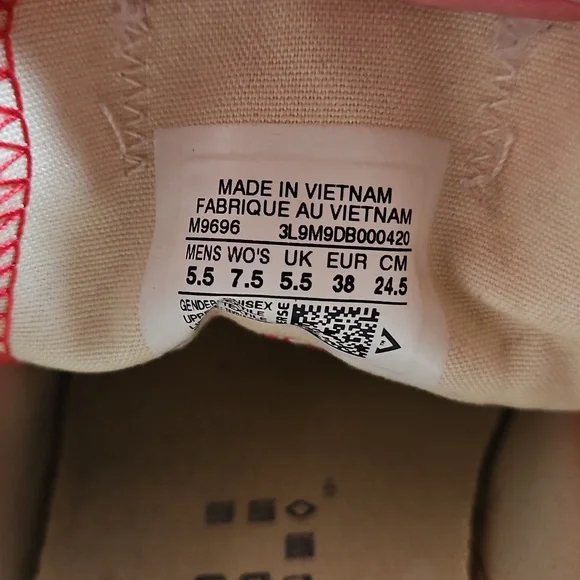 MADE IN VIETNAM
FABRIQUE AU VIETNAM
M9696 3L9M9DB000420
MENS WO'S UK EUR CM
5.5 7.5 5.5 38 24.5
GENDER